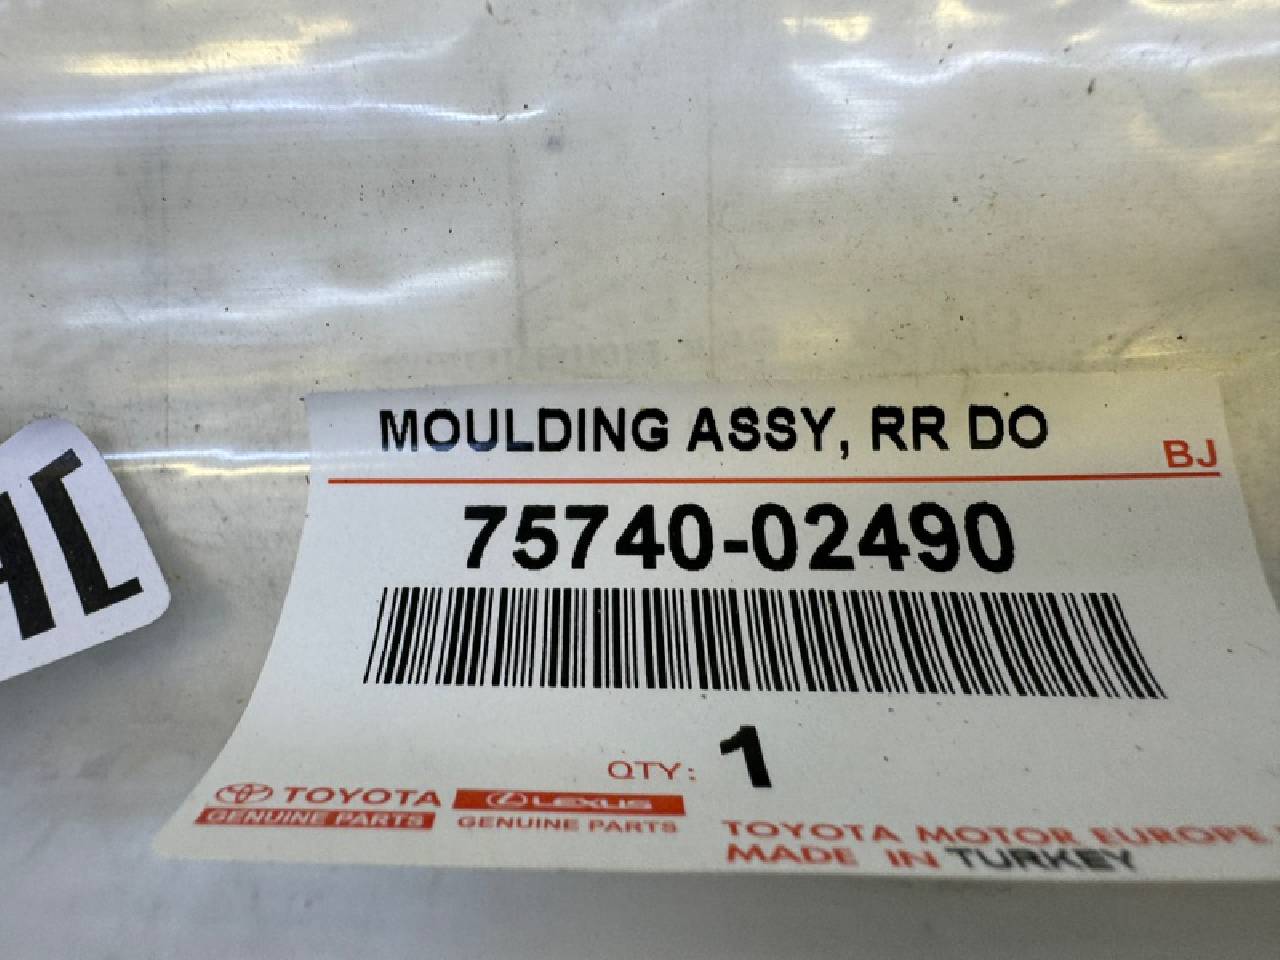 MOULDING ASSY, RR DO
BJ
75740-02490
QTY: 1
TOYOTA
GENUINE PARTS
LEXUS
GENUINE PARTS
TOYOTA MOTOR EUROPE
MADE IN TURKEY